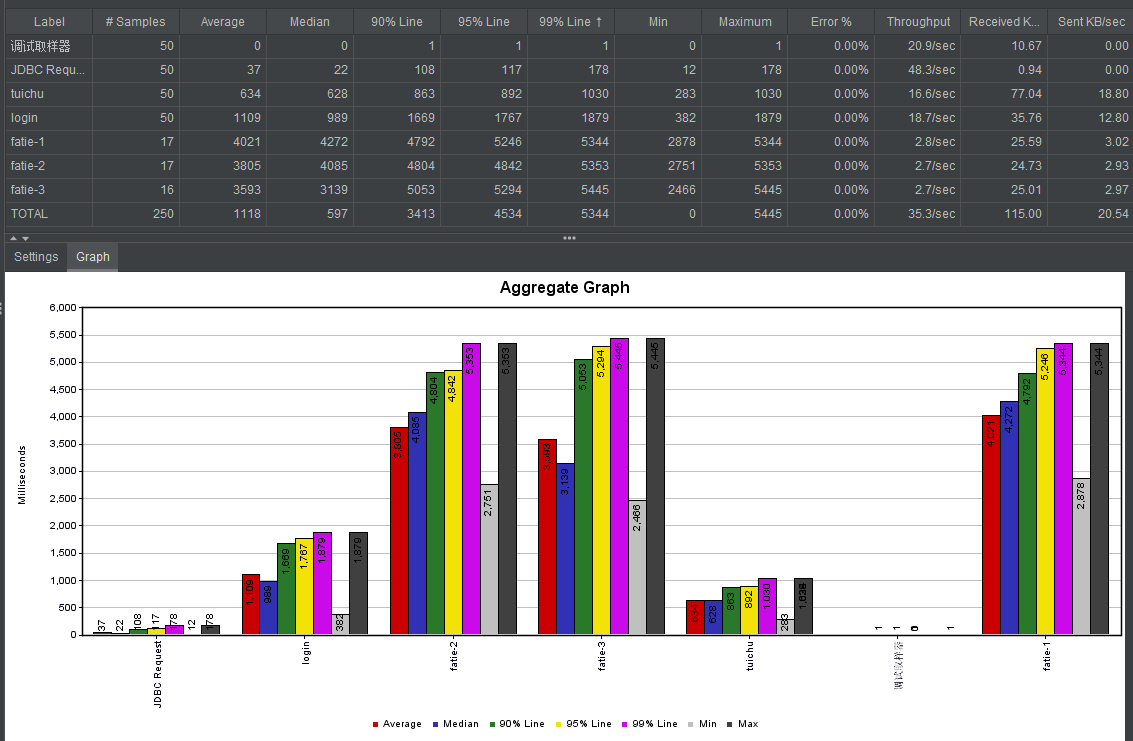 Label # Samples Average Median 90% Line 95% Line 99% Line ↑ Min Maximum Error % Throughput Received K... Sent KB/sec
调试取样器 50 0 0 1 1 1 0 1 0.00% 20.9/sec 10.67 0.00
JDBC Requ... 50 37 22 108 117 178 12 178 0.00% 48.3/sec 0.94 0.00
tuichu 50 634 628 863 892 1030 283 1030 0.00% 16.6/sec 77.04 18.80
login 50 1109 989 1669 1767 1879 382 1879 0.00% 18.7/sec 35.76 12.80
fatie-1 17 4021 4272 4792 5246 5344 2878 5344 0.00% 2.8/sec 25.59 3.02
fatie-2 17 3805 4085 4804 4842 5353 2751 5353 0.00% 2.7/sec 24.73 2.93
fatie-3 16 3593 3139 5053 5294 5445 2466 5445 0.00% 2.7/sec 25.01 2.97
TOTAL 250 1118 597 3413 4534 5344 0 5445 0.00% 35.3/sec 115.00 20.54
Settings Graph
Aggregate Graph
Milliseconds
6,000
5,500
5,000
4,500
4,000
3,500
3,000
2,500
2,000
1,500
1,000
500
0
37 22 108 117 178 12 178
1,109 989 1,669 1,767 1,879 382 1,879
3,805 4,085 4,804 4,842 5,353 2,751 5,353
3,593 3,139 5,053 5,294 5,445 2,466 5,445
634 628 863 892 1,030 283
1 1 0 1
4,021 4,272 4,792 5,246 5,344 2,878 5,344
JDBC Request login fatie-2 fatie-3 tuichu 调试取样器 fatie-1
Average Median 90% Line 95% Line 99% Line Min Max